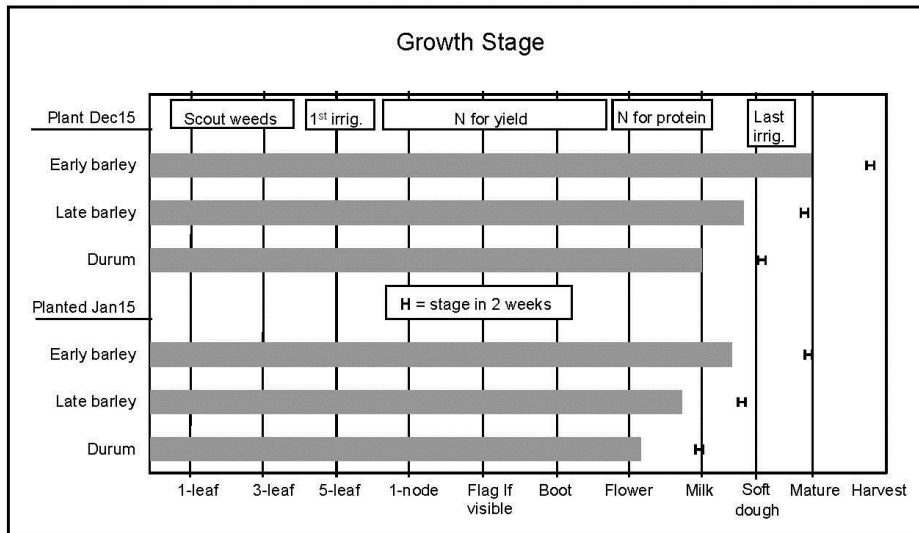 Growth Stage
Plant Dec15
Scout weeds
1st irrig.
N for yield
N for protein
Last
irrig.
Early barley
Late barley
Durum
Planted Jan15
H = stage in 2 weeks
Early barley
Late barley
Durum
1-leaf
3-leaf
5-leaf
1-node
Flag lf
visible
Boot
Flower
Milk
Soft
dough
Mature
Harvest